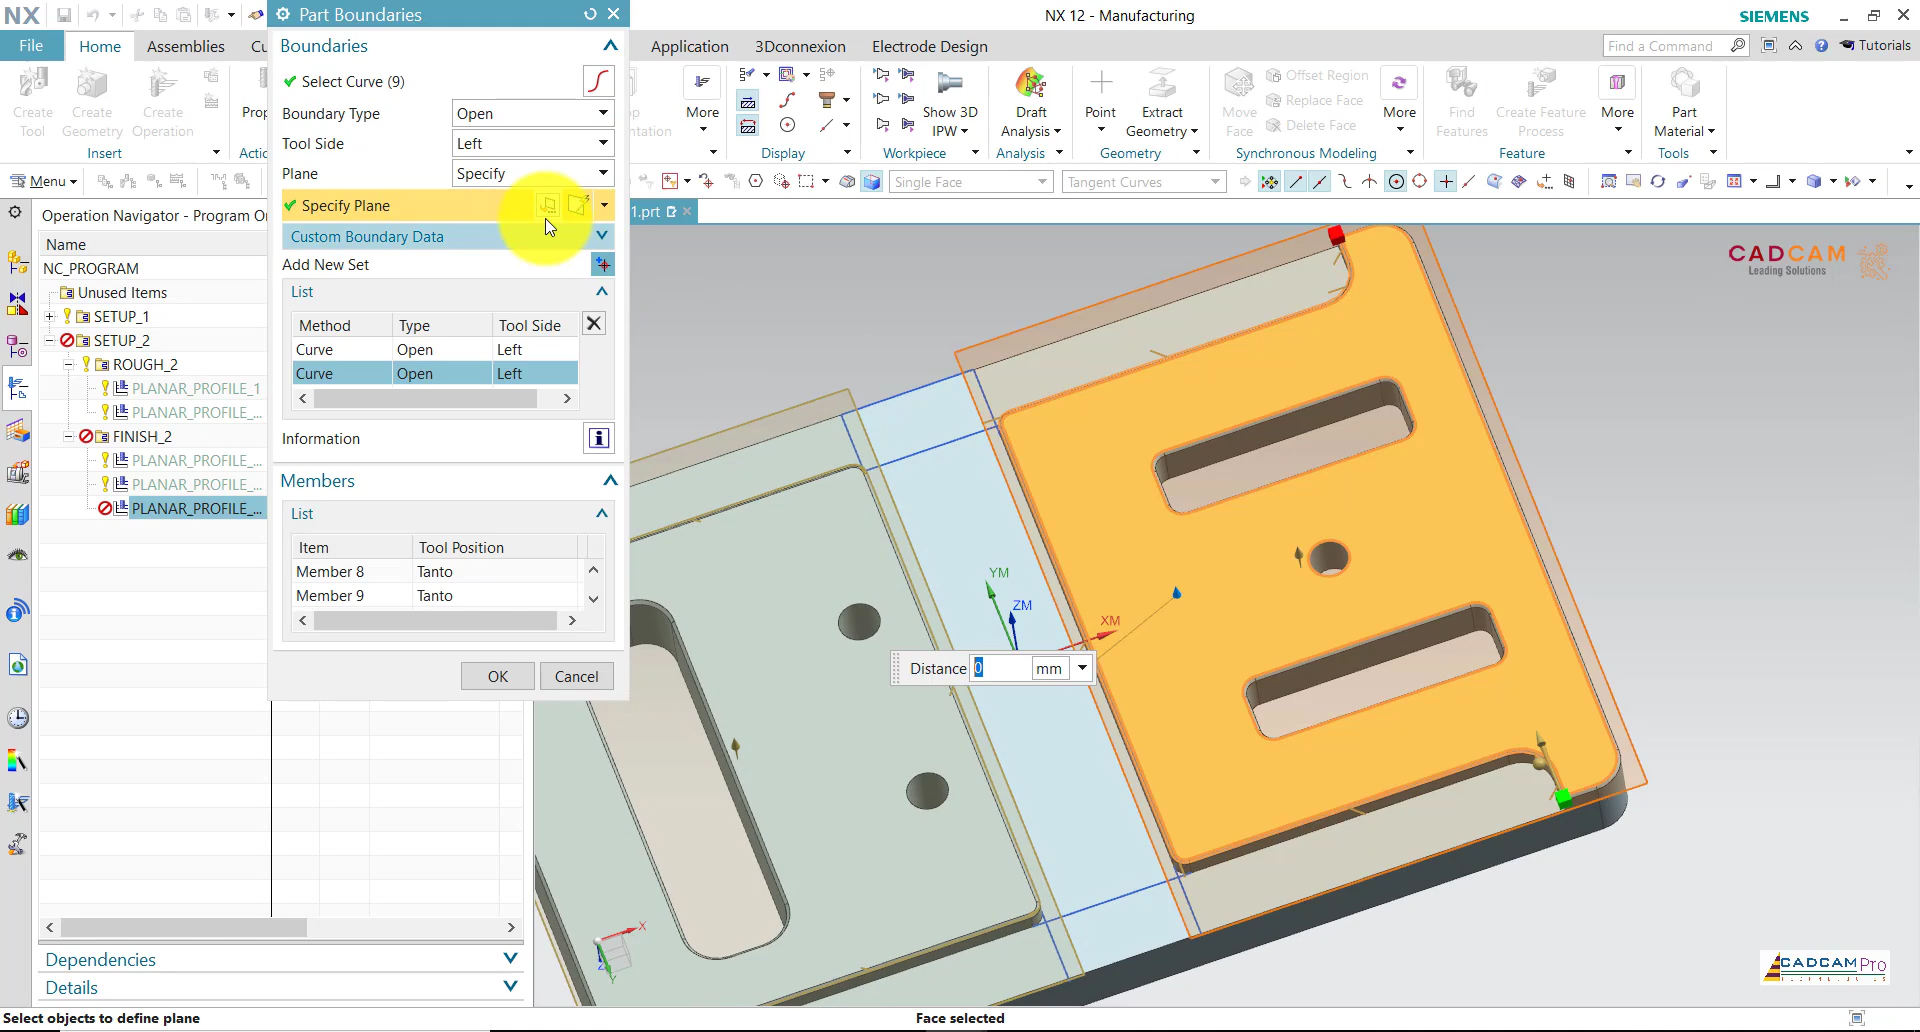 NX
Part Boundaries
NX 12 - Manufacturing
SIEMENS
File
Home
Assemblies
Cu
Application
3Dconnexion
Electrode Design
Find a Command
Tutorials
Create Tool
Create Geometry
Create Operation
Prop
Insert
Actic
More
Display
Show 3D IPW
Workpiece
Draft Analysis
Analysis
Point
Extract Geometry
Geometry
Move Face
Offset Region
Replace Face
Delete Face
More
Synchronous Modeling
Find Features
Create Feature Process
More
Feature
Part Material
Tools
Menu
Single Face
Tangent Curves
Boundaries
Select Curve (9)
Boundary Type
Open
Tool Side
Left
Plane
Specify
Specify Plane
Custom Boundary Data
Add New Set
List
Method Type Tool Side
Curve Open Left
Curve Open Left
Information
Members
List
Item Tool Position
Member 8 Tanto
Member 9 Tanto
OK
Cancel
1.prt
Operation Navigator - Program Or
Name
NC_PROGRAM
Unused Items
SETUP_1
SETUP_2
ROUGH_2
PLANAR_PROFILE_1
PLANAR_PROFILE_...
FINISH_2
PLANAR_PROFILE_...
PLANAR_PROFILE_...
PLANAR_PROFILE_...
Dependencies
Details
CADCAM
Leading Solutions
YM
ZM
XM
Distance 0 mm
X
Y
Z
CADCAM Pro
Select objects to define plane
Face selected